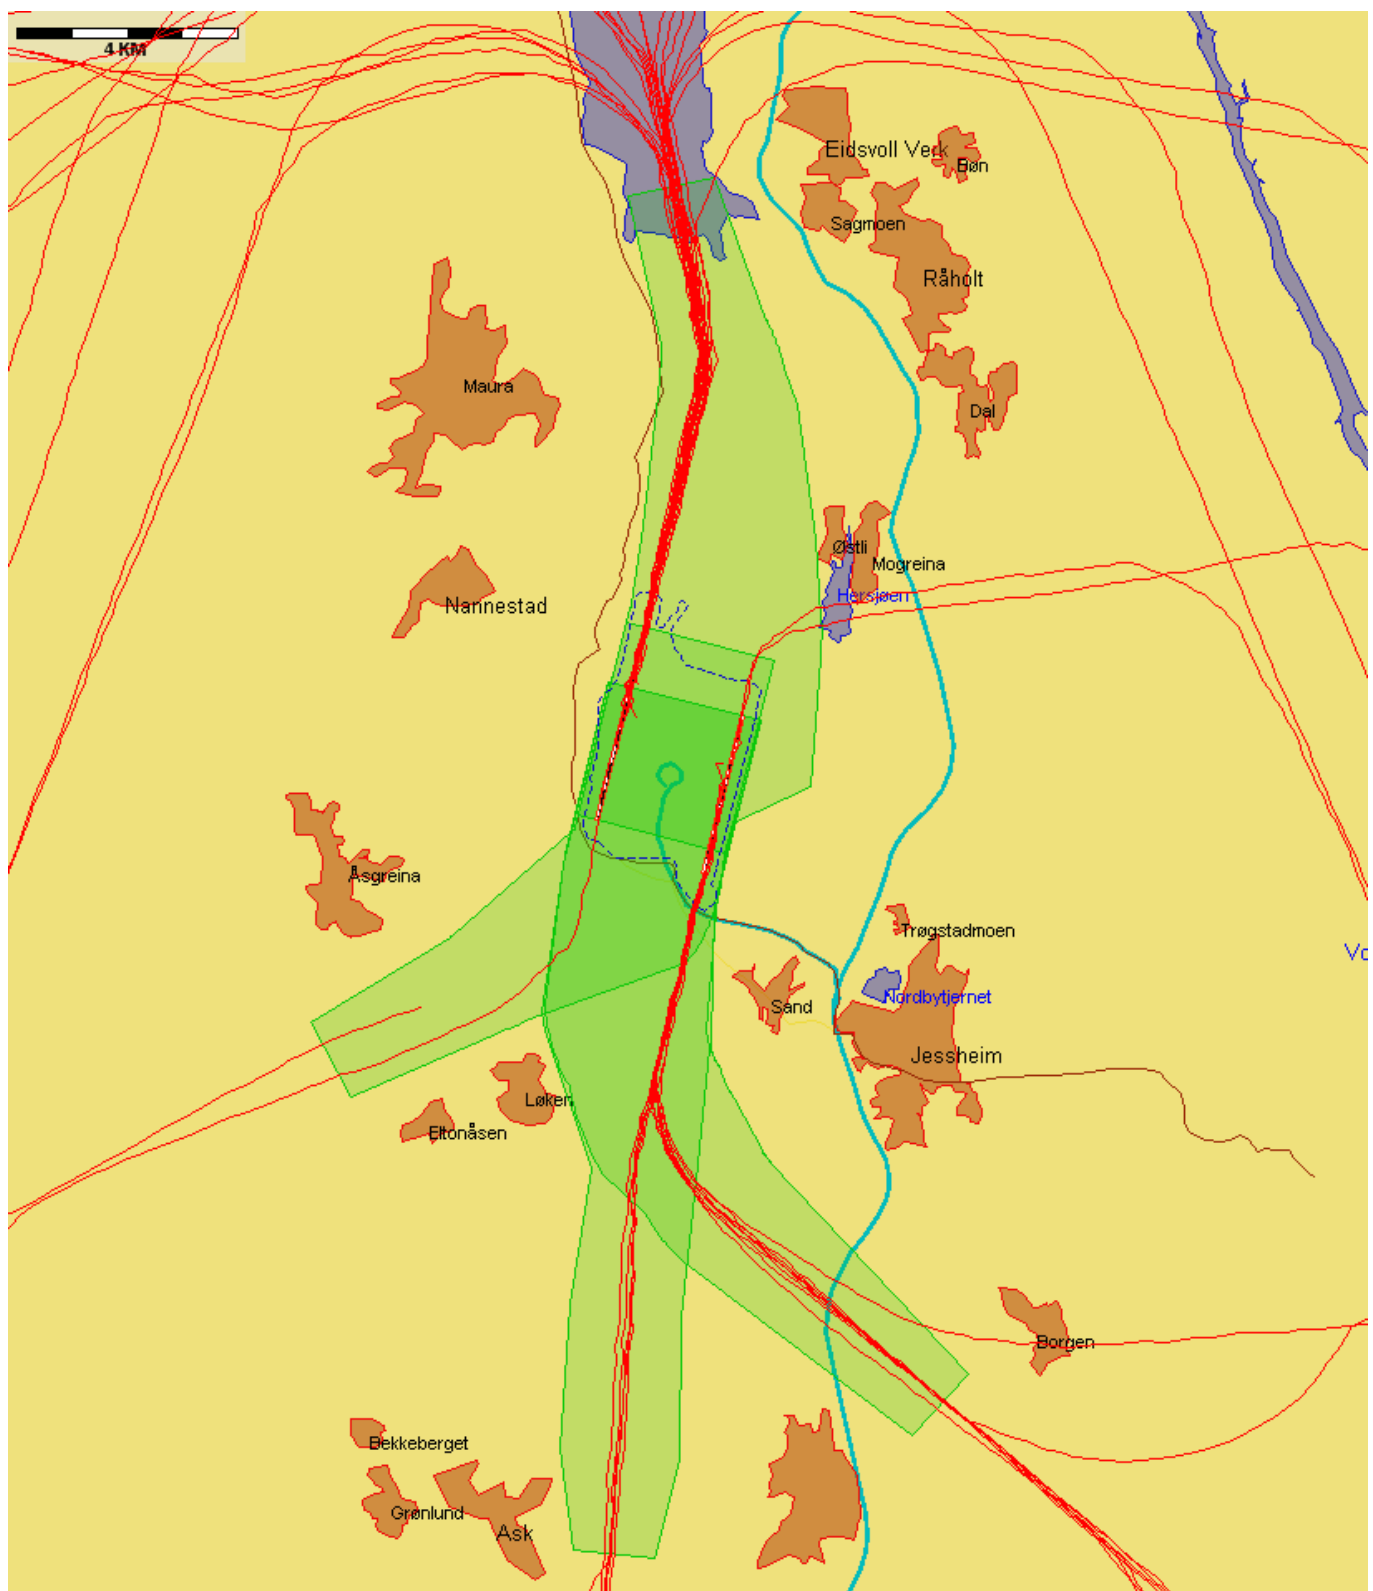 4 KM
Eidsvoll Verk
Bøn
Sagmoen
Råholt
Maura
Dal
Østli
Mogreina
Hersjøen
Nannestad
Åsgreina
Trøgstadmoen
Nordbytjernet
Sand
Jessheim
Løken
Eltonåsen
Borgen
Bekkeberget
Grønlund
Ask